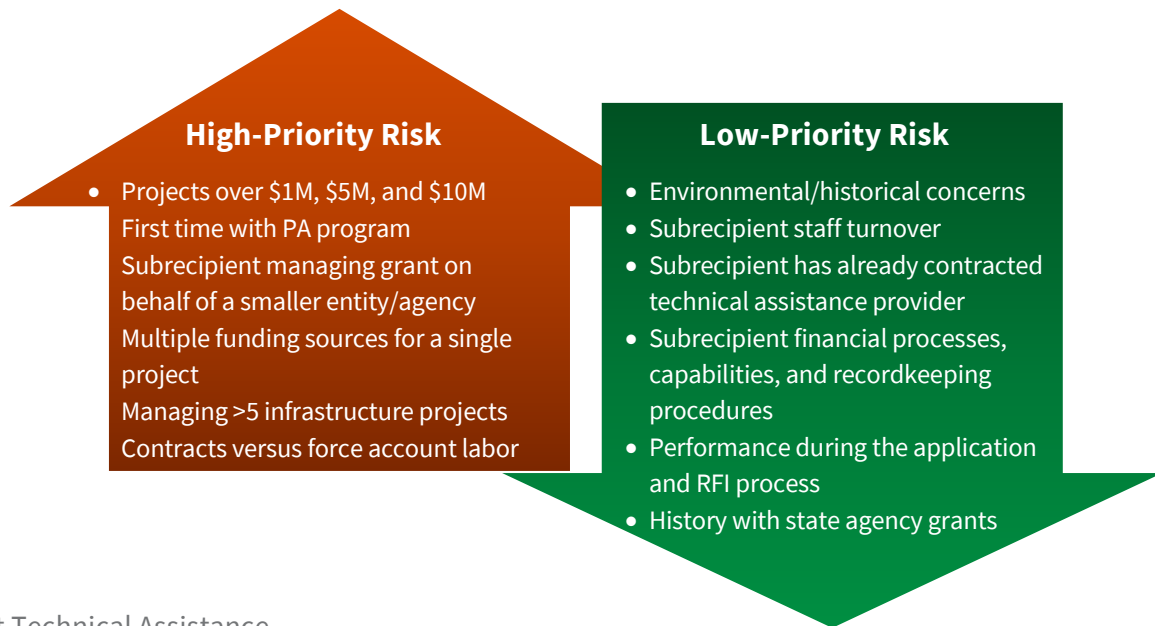 High-Priority Risk
• Projects over $1M, $5M, and $10M
First time with PA program
Subrecipient managing grant on
behalf of a smaller entity/agency
Multiple funding sources for a single
project
Managing >5 infrastructure projects
Contracts versus force account labor
Low-Priority Risk
• Environmental/historical concerns
• Subrecipient staff turnover
• Subrecipient has already contracted
technical assistance provider
• Subrecipient financial processes,
capabilities, and recordkeeping
procedures
• Performance during the application
and RFI process
• History with state agency grants
Technical Assistance